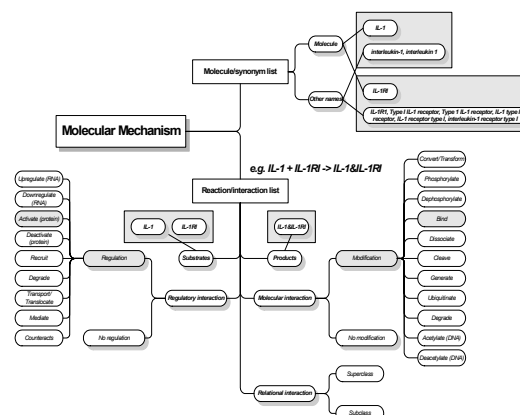 IL-1
Molecule
interleukin-1, interleukin 1
Molecule/synonym list
IL-1RI
Other names
IL-1R1, Type I IL-1 receptor, Type 1 IL-1 receptor, IL-1 type I
receptor, IL-1 receptor type I, interleukin-1 receptor type I
Molecular Mechanism
e.g. IL-1 + IL-1RI -> IL-1&IL-1RI
Reaction/interaction list
Upregulate (RNA)
Downregulate
(RNA)
Activate (protein)
Deactivate
(protein)
Recruit
Degrade
Transport/
Translocate
Mediate
Counteracts
Regulation
No regulation
IL-1
IL-1RI
Substrates
IL-1&IL-1RI
Products
Regulatory interaction
Molecular interaction
Modification
No modification
Convert/Transform
Phosphorylate
Dephosphorylate
Bind
Dissociate
Cleave
Generate
Ubiquitinate
Degrade
Acetylate (DNA)
Deacetylate (DNA)
Relational interaction
Superclass
Subclass